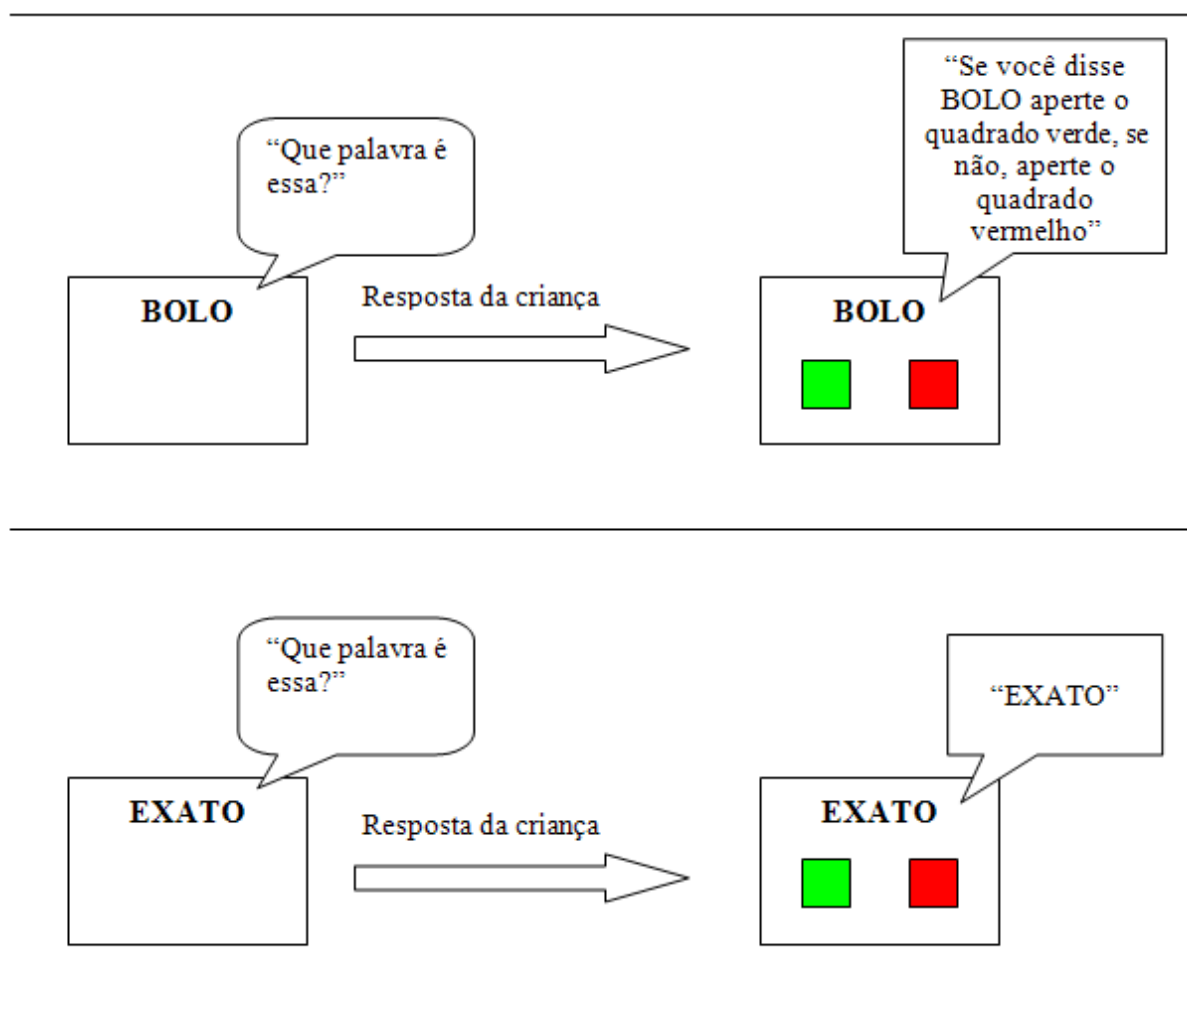 “Se você disse
BOLO aperte o
quadrado verde, se
não, aperte o
quadrado
vermelho”
“Que palavra é
essa?”
Resposta da criança
BOLO
BOLO
“Que palavra é
essa?”
“EXATO”
EXATO
Resposta da criança
EXATO